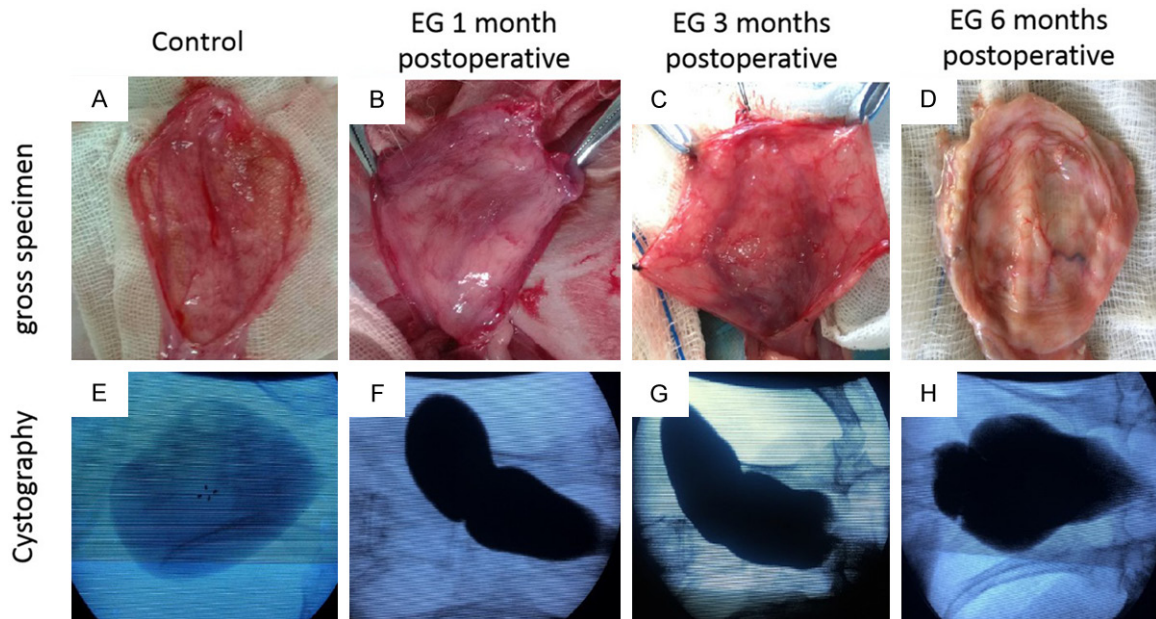 Control
EG 1 month
postoperative
EG 3 months
postoperative
EG 6 months
postoperative
gross specimen
A
B
C
D
Cystography
E
F
G
H